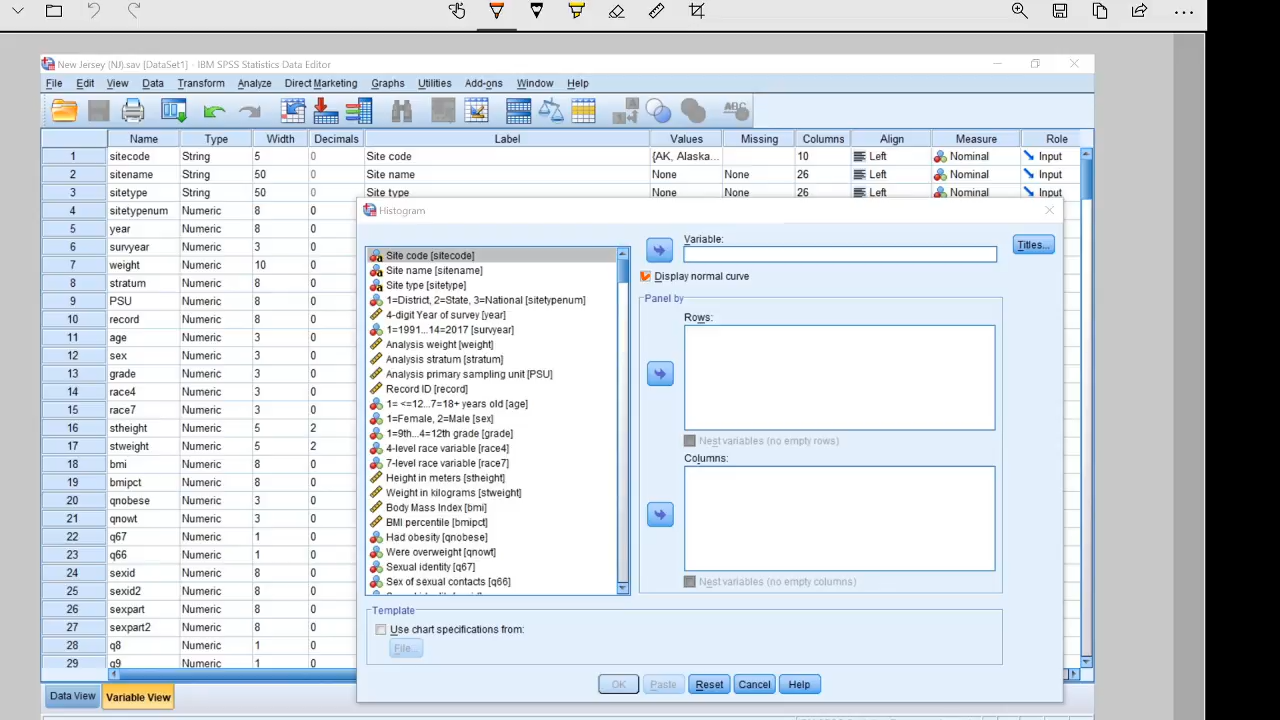 New Jersey (NJ).sav [DataSet1] - IBM SPSS Statistics Data Editor
File Edit View Data Transform Analyze Direct Marketing Graphs Utilities Add-ons Window Help
Name Type Width Decimals Label Values Missing Columns Align Measure Role
1 sitecode String 5 0 Site code {AK, Alaska... 10 Left Nominal Input
2 sitename String 50 0 Site name None None 26 Left Nominal Input
3 sitetype String 50 0 Site type None None 26 Left Nominal Input
4 sitetypenum Numeric 8 0
5 year Numeric 8 0
6 survyear Numeric 3 0
7 weight Numeric 10 0
8 stratum Numeric 8 0
9 PSU Numeric 8 0
10 record Numeric 8 0
11 age Numeric 3 0
12 sex Numeric 3 0
13 grade Numeric 3 0
14 race4 Numeric 3 0
15 race7 Numeric 3 0
16 stheight Numeric 5 2
17 stweight Numeric 5 2
18 bmi Numeric 8 0
19 bmipct Numeric 8 0
20 qnobese Numeric 3 0
21 qnowt Numeric 3 0
22 q67 Numeric 1 0
23 q66 Numeric 1 0
24 sexid Numeric 8 0
25 sexid2 Numeric 8 0
26 sexpart Numeric 8 0
27 sexpart2 Numeric 8 0
28 q8 Numeric 1 0
29 q9 Numeric 1 0
Data View Variable View
Histogram
Site code [sitecode]
Site name [sitename]
Site type [sitetype]
1=District, 2=State, 3=National [sitetypenum]
4-digit Year of survey [year]
1=1991...14=2017 [survyear]
Analysis weight [weight]
Analysis stratum [stratum]
Analysis primary sampling unit [PSU]
Record ID [record]
1= <=12...7=18+ years old [age]
1=Female, 2=Male [sex]
1=9th...4=12th grade [grade]
4-level race variable [race4]
7-level race variable [race7]
Height in meters [stheight]
Weight in kilograms [stweight]
Body Mass Index [bmi]
BMI percentile [bmipct]
Had obesity [qnobese]
Were overweight [qnowt]
Sexual identity [q67]
Sex of sexual contacts [q66]
Variable:
Titles...
Display normal curve
Panel by
Rows:
Nest variables (no empty rows)
Columns:
Nest variables (no empty columns)
Template
Use chart specifications from:
File...
OK Paste Reset Cancel Help